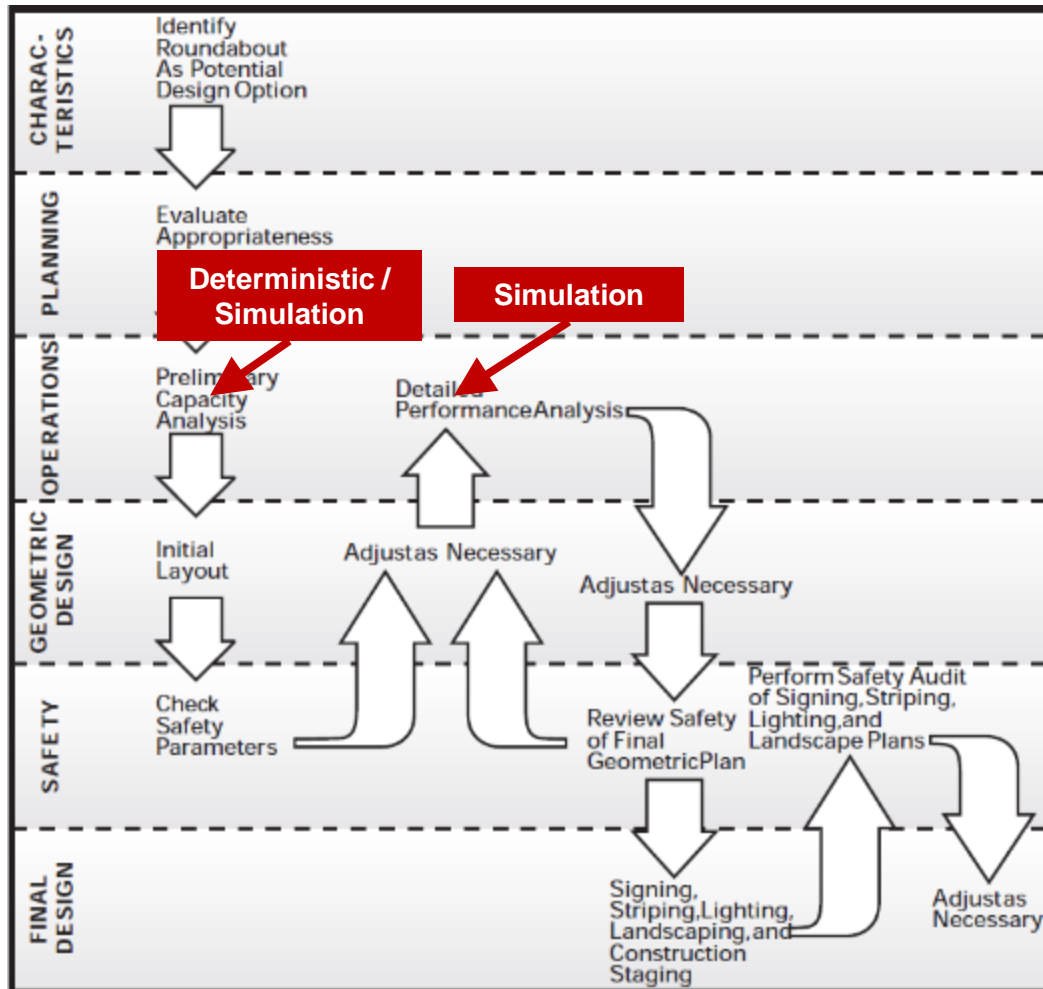 CHARAC-
TERISTICS
Identify
Roundabout
As Potential
Design Option
PLANNING
Evaluate
Appropriateness
Deterministic /
Simulation
Simulation
OPERATIONS
Preliminary
Capacity
Analysis
Detailed
PerformanceAnalysis
GEOMETRIC
DESIGN
Initial
Layout
Adjustas Necessary
Adjustas Necessary
SAFETY
Check
Safety
Parameters
Review Safety
of Final
GeometricPlan
Perform Safety Audit
of Signing,Striping,
Lighting,and
Landscape Plans
FINAL
DESIGN
Signing,
Striping,Lighting,
Landscaping,and
Construction
Staging
Adjustas
Necessary